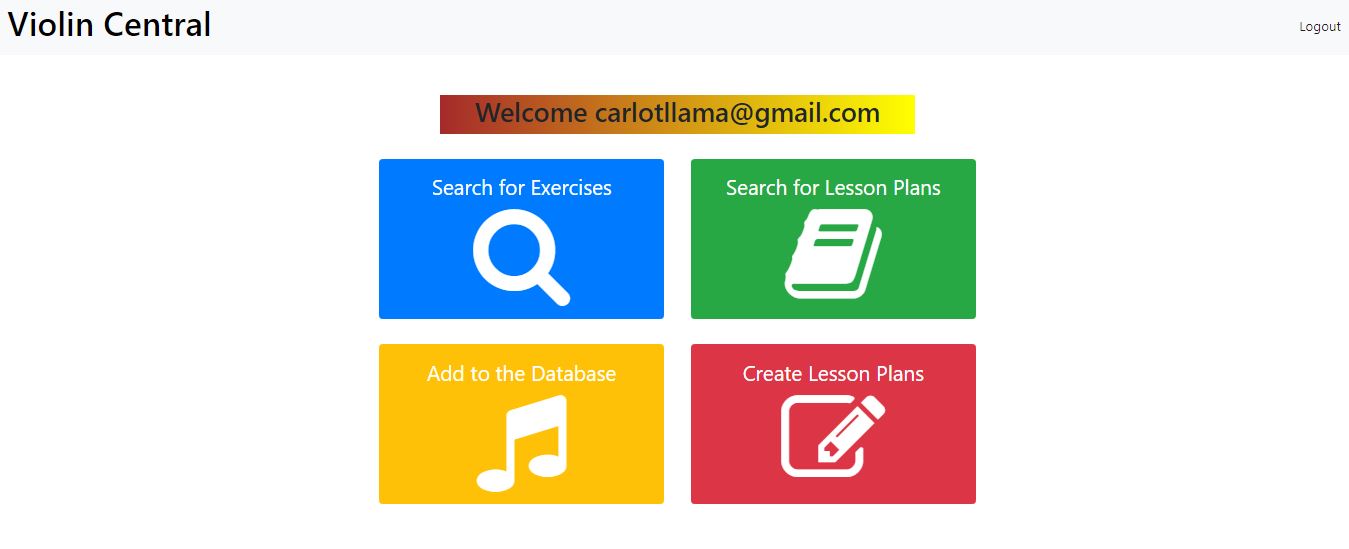 Violin Central
Logout
Welcome carlotllama@gmail.com
Search for Exercises
Search for Lesson Plans
Add to the Database
Create Lesson Plans